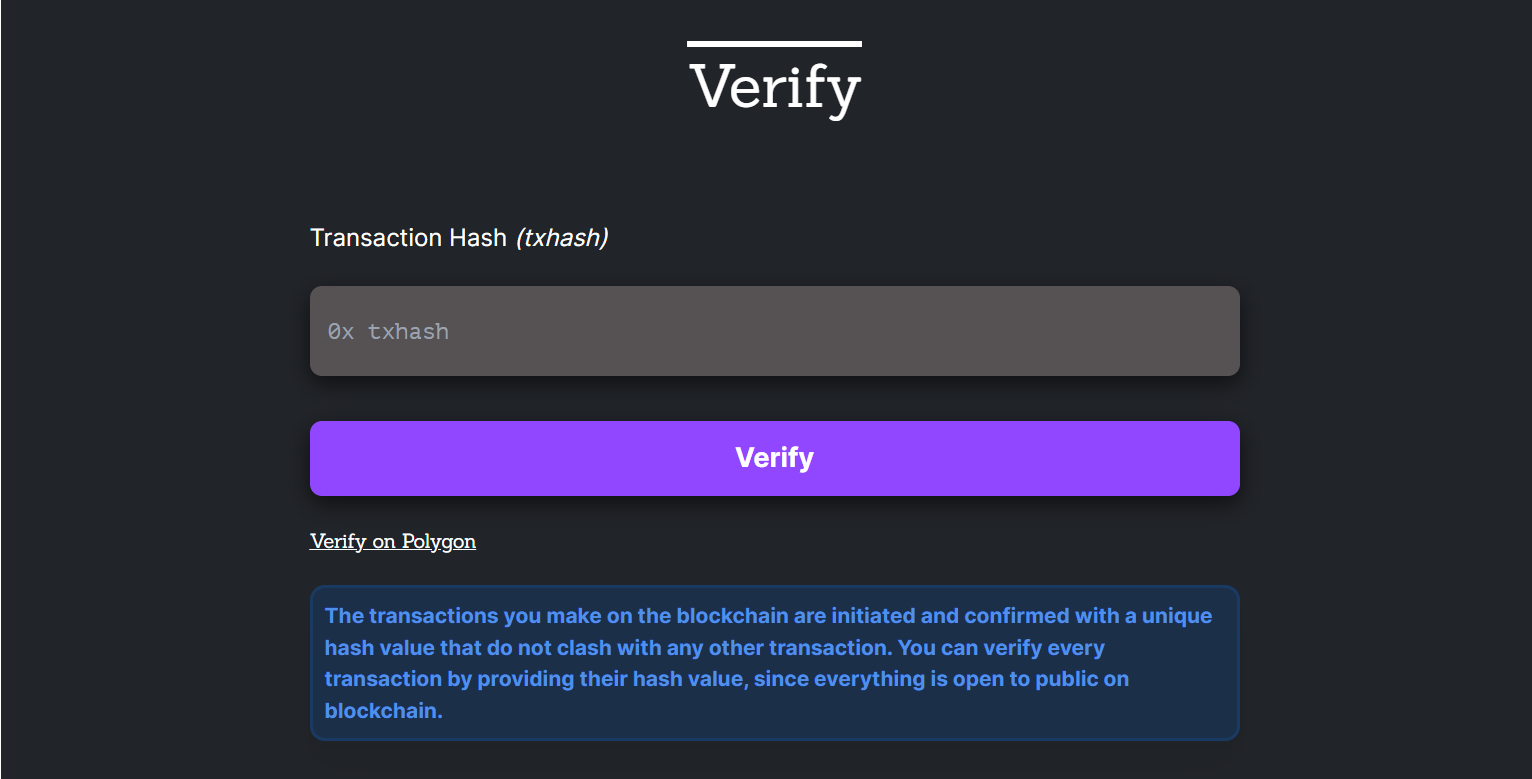 Verify
Transaction Hash (txhash)
0x txhash
Verify
Verify on Polygon
The transactions you make on the blockchain are initiated and confirmed with a unique
hash value that do not clash with any other transaction. You can verify every
transaction by providing their hash value, since everything is open to public on
blockchain.